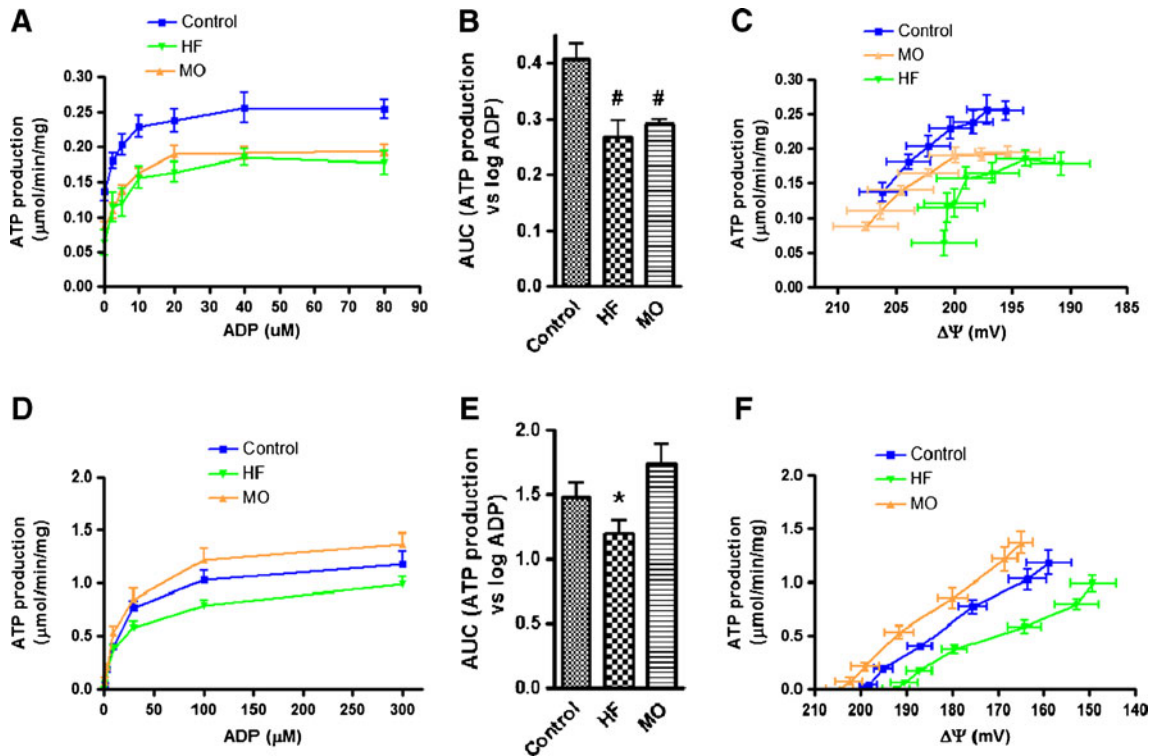 A
Control
HF
MO
ATP production
(µmol/min/mg)
0.30
0.25
0.20
0.15
0.10
0.05
0.00
0 10 20 30 40 50 60 70 80 90
ADP (uM)
B
AUC (ATP production
vs log ADP)
0.4
0.3
0.2
0.1
0.0
# #
Control
HF
MO
C
Control
MO
HF
ATP production
(µmol/min/mg)
0.30
0.25
0.20
0.15
0.10
0.05
0.00
210 205 200 195 190 185
ΔΨ (mV)
D
Control
HF
MO
ATP production
(µmol/min/mg)
2.0
1.5
1.0
0.5
0.0
0 50 100 150 200 250 300
ADP (µM)
E
AUC (ATP production
vs log ADP)
2.0
1.5
1.0
0.5
0.0
*
Control
HF
MO
F
Control
HF
MO
ATP production
(µmol/min/mg)
2.0
1.5
1.0
0.5
0.0
210 200 190 180 170 160 150 140
ΔΨ (mV)